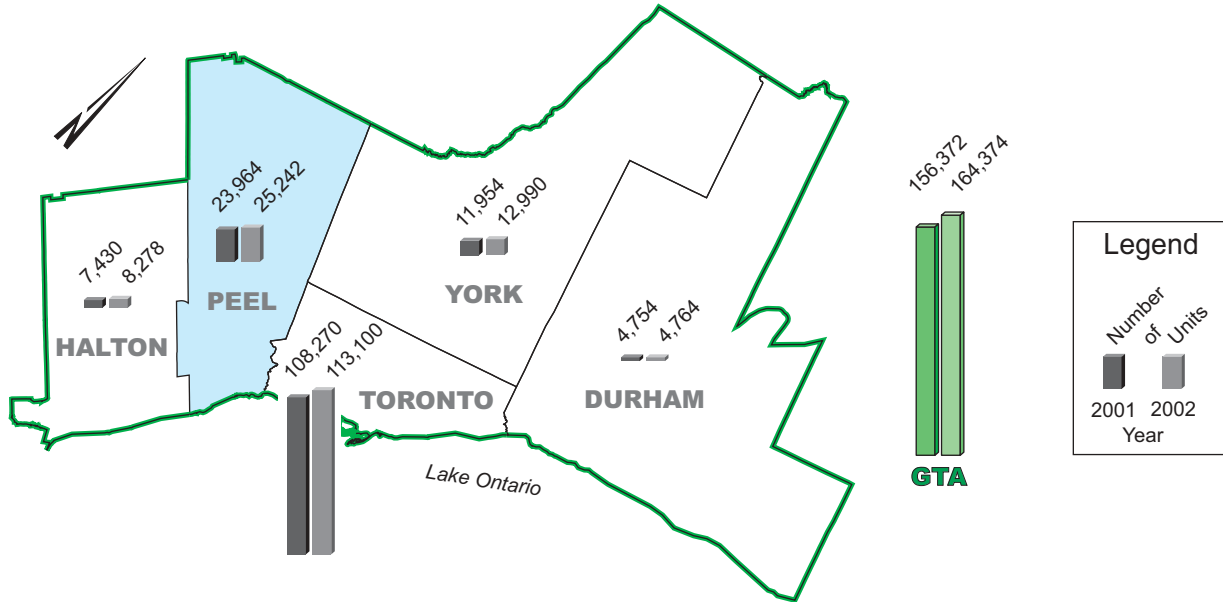 156,372
164,374
23,964
25,242
11,954
12,990
7,430
8,278
Legend
PEEL
YORK
HALTON
4,754
4,764
Number
of
Units
108,270
113,100
TORONTO
DURHAM
2001 2002
Year
Lake Ontario
GTA
N